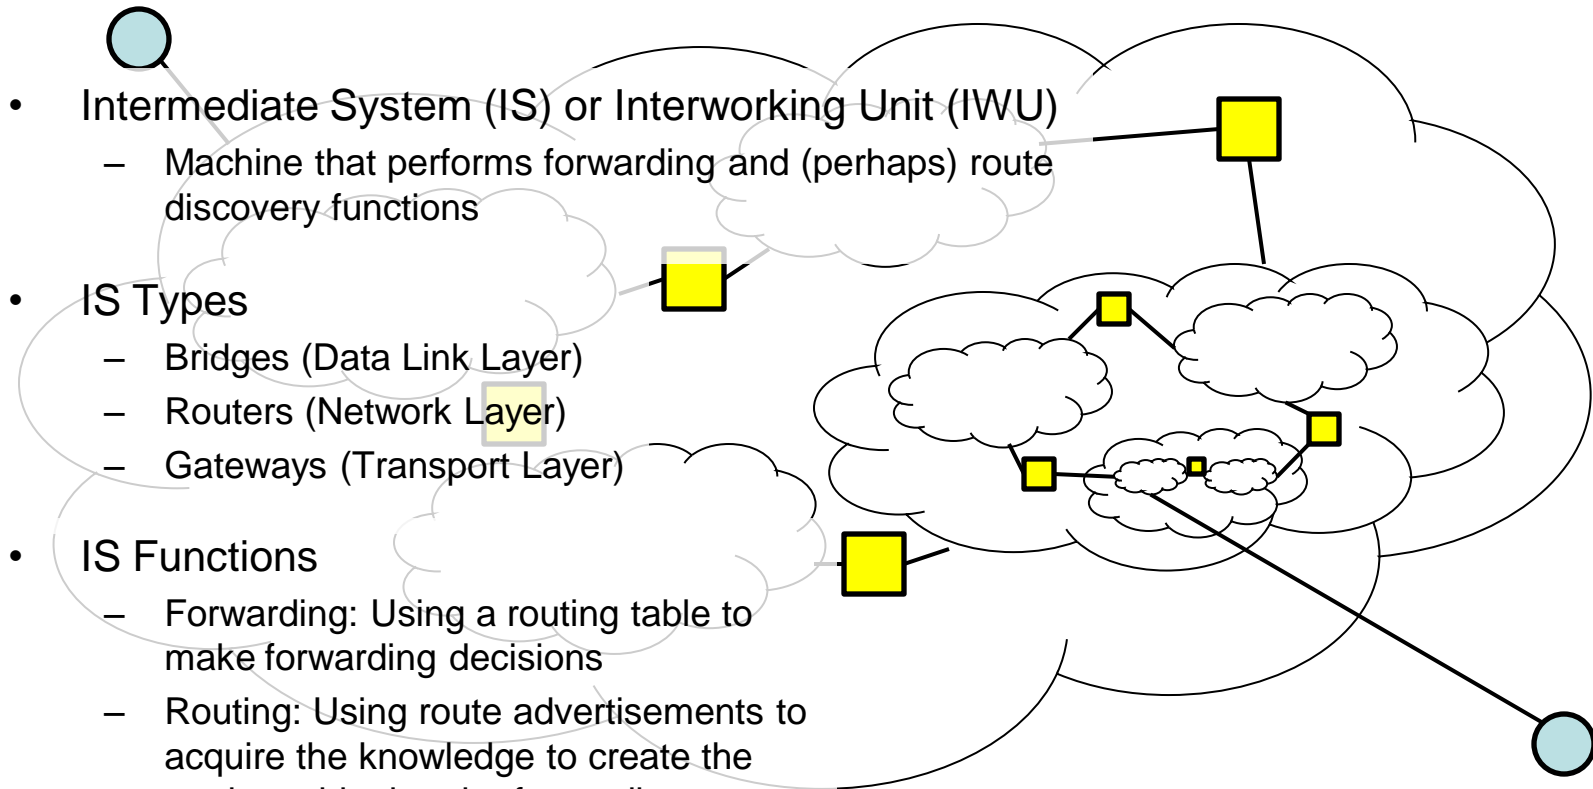 • Intermediate System (IS) or Interworking Unit (IWU)
– Machine that performs forwarding and (perhaps) route
discovery functions
• IS Types
– Bridges (Data Link Layer)
– Routers (Network Layer)
– Gateways (Transport Layer)
• IS Functions
– Forwarding: Using a routing table to
make forwarding decisions
– Routing: Using route advertisements to
acquire the knowledge to create the